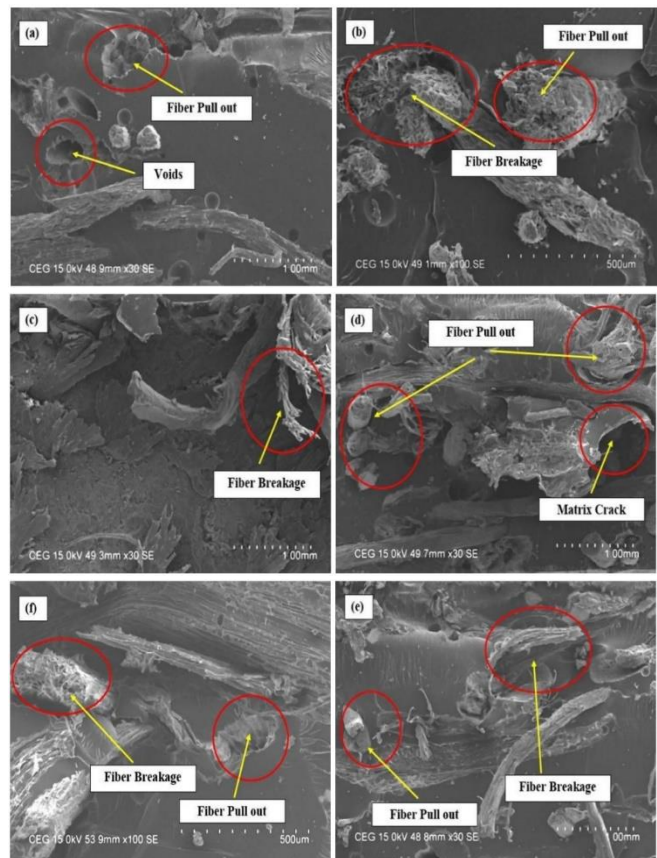 (a)
Fiber Pull out
Voids
CEG 15.0kV 48.9mm x30 SE
1.00mm
(b)
Fiber Pull out
Fiber Breakage
CEG 15.0kV 49.1mm x100 SE
500um
(c)
Fiber Breakage
CEG 15.0kV 49.3mm x30 SE
1.00mm
(d)
Fiber Pull out
Matrix Crack
CEG 15.0kV 49.7mm x30 SE
1.00mm
(f)
Fiber Breakage
Fiber Pull out
CEG 15.0kV 53.9mm x100 SE
500um
(e)
Fiber Breakage
Fiber Pull out
CEG 15.0kV 48.8mm x30 SE
1.00mm